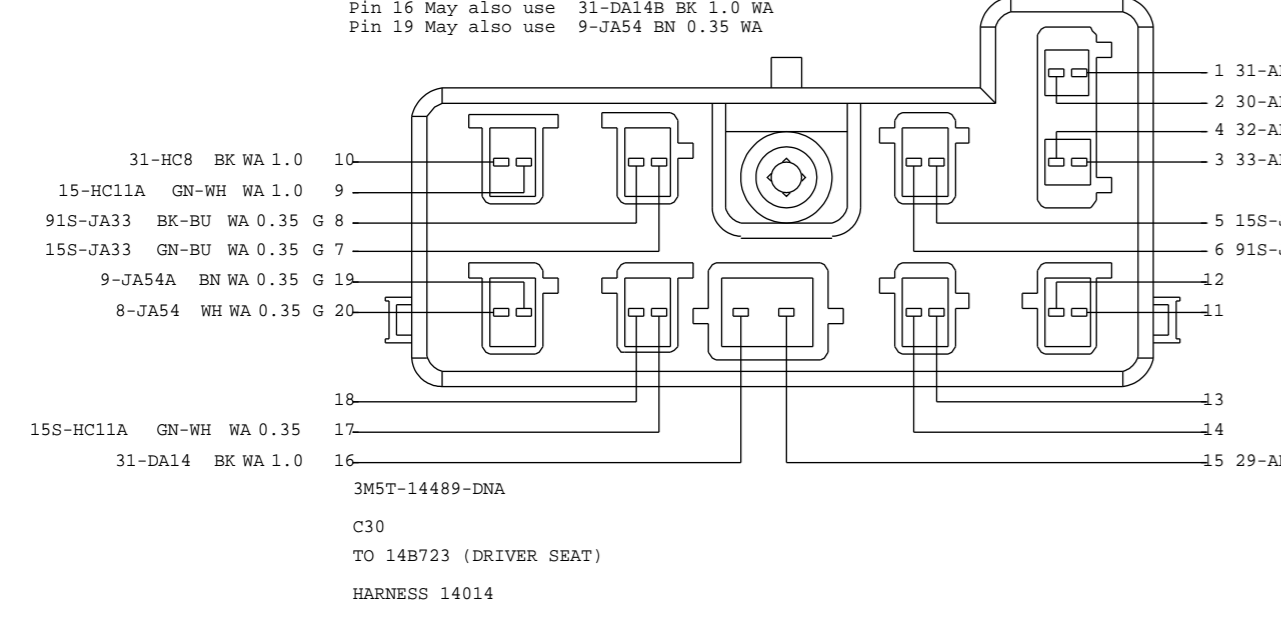 Pin 16 May also use 31-DA14B BK 1.0 WA
Pin 19 May also use 9-JA54 BN 0.35 WA
1 31-A
2 30-A
4 32-A
31-HC8 BK WA 1.0 10
3 33-A
15-HC11A GN-WH WA 1.0 9
91S-JA33 BK-BU WA 0.35 G 8
5 15S-
15S-JA33 GN-BU WA 0.35 G 7
6 91S-
9-JA54A BN WA 0.35 G 19
12
8-JA54 WH WA 0.35 G 20
11
18
13
15S-HC11A GN-WH WA 0.35 17
14
31-DA14 BK WA 1.0 16
15 29-A
3M5T-14489-DNA
C30
TO 14B723 (DRIVER SEAT)
HARNESS 14014